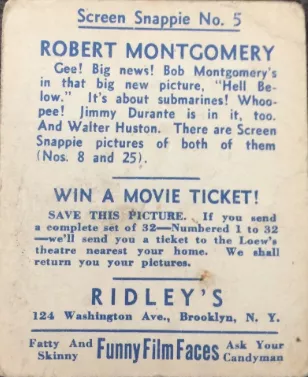 Screen Snappie No. 5
ROBERT MONTGOMERY
Gee! Big news! Bob Montgomery's
in that big new picture, "Hell Be-
low." It's about submarines! Whoo-
pee! Jimmy Durante is in it, too.
And Walter Huston. There are Screen
Snappie pictures of both of them
(Nos. 8 and 25).
WIN A MOVIE TICKET!
SAVE THIS PICTURE. If you send
a complete set of 32—Numbered 1 to 32
—we'll send you a ticket to the Loew's
theatre nearest your home. We shall
return you your pictures.
RIDLEY'S
124 Washington Ave., Brooklyn, N. Y.
Fatty And Skinny Funny Film Faces Ask Your Candyman